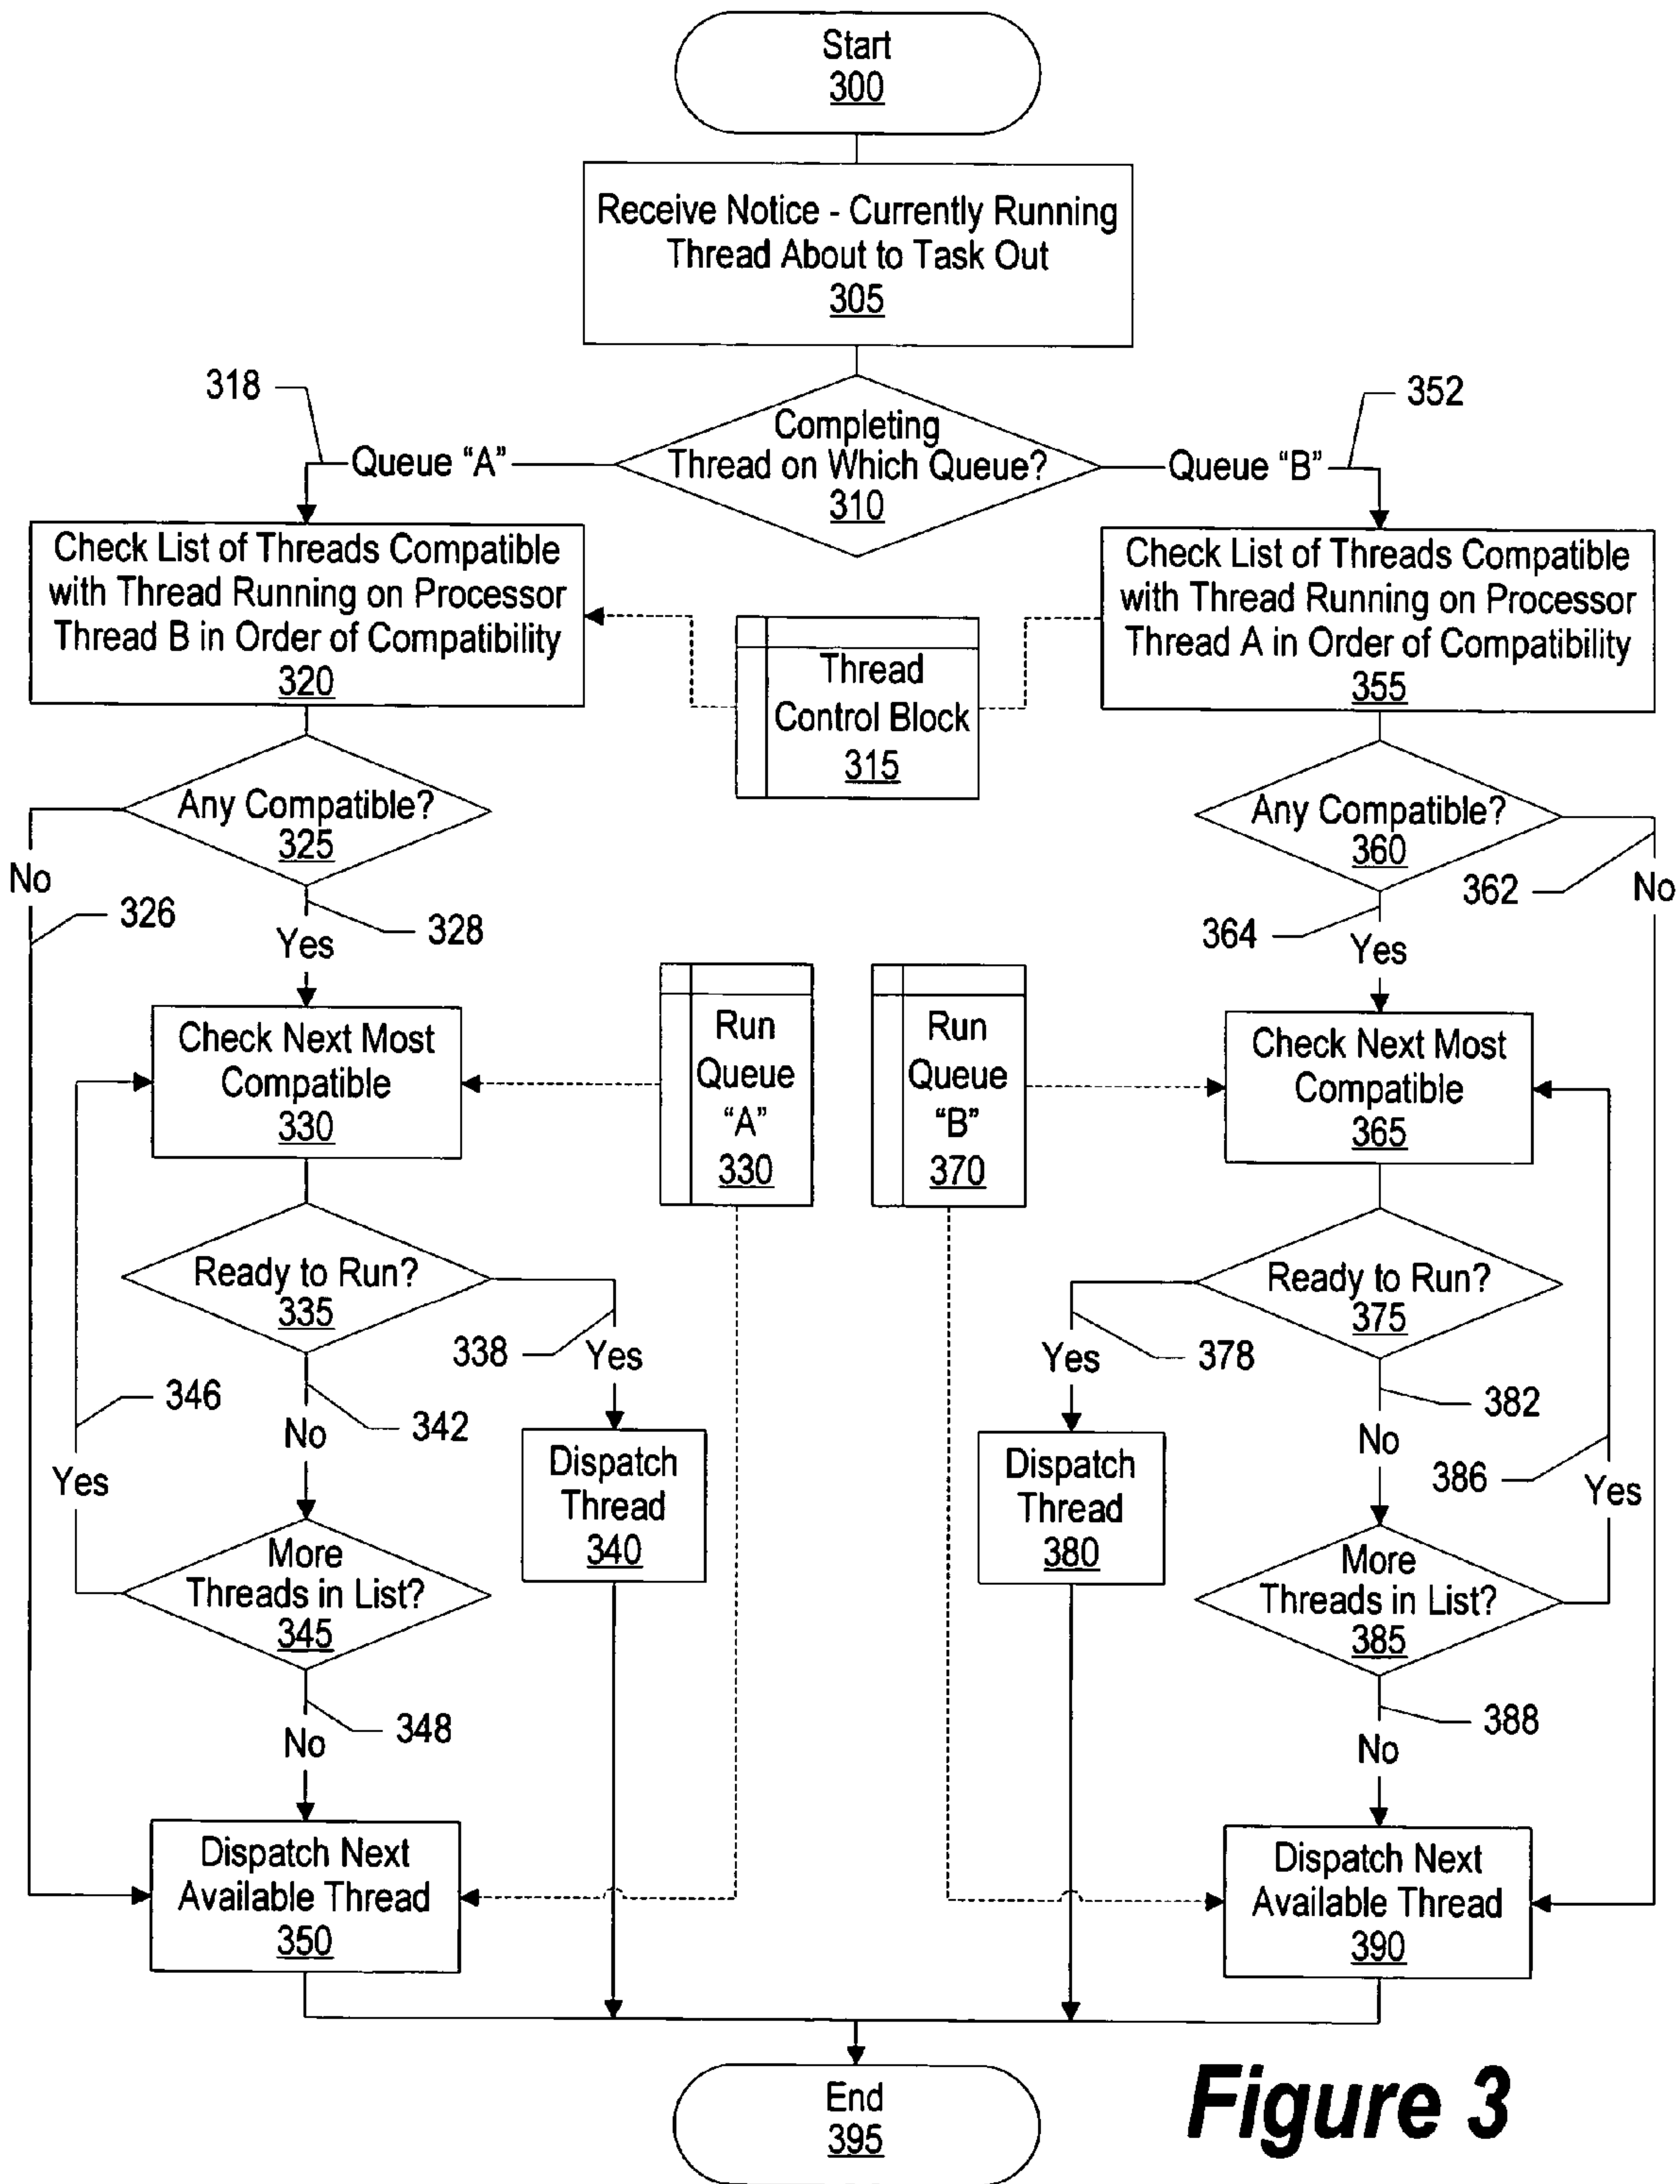 Start
300
Receive Notice - Currently Running
Thread About to Task Out
305
318
352
Completing
Thread on Which Queue?
310
Queue “A”
Queue “B”
Check List of Threads Compatible
with Thread Running on Processor
Thread B in Order of Compatibility
320
Check List of Threads Compatible
with Thread Running on Processor
Thread A in Order of Compatibility
355
Thread
Control Block
315
Any Compatible?
325
Any Compatible?
360
No
326
328
Yes
362
No
364
Yes
Check Next Most
Compatible
330
Run
Queue
“A”
330
Run
Queue
“B”
370
Check Next Most
Compatible
365
Ready to Run?
335
Ready to Run?
375
338
Yes
Yes
378
346
342
No
382
No
Yes
386
Yes
Dispatch
Thread
340
Dispatch
Thread
380
More
Threads in List?
345
More
Threads in List?
385
348
No
388
No
Dispatch Next
Available Thread
350
Dispatch Next
Available Thread
390
End
395
Figure 3